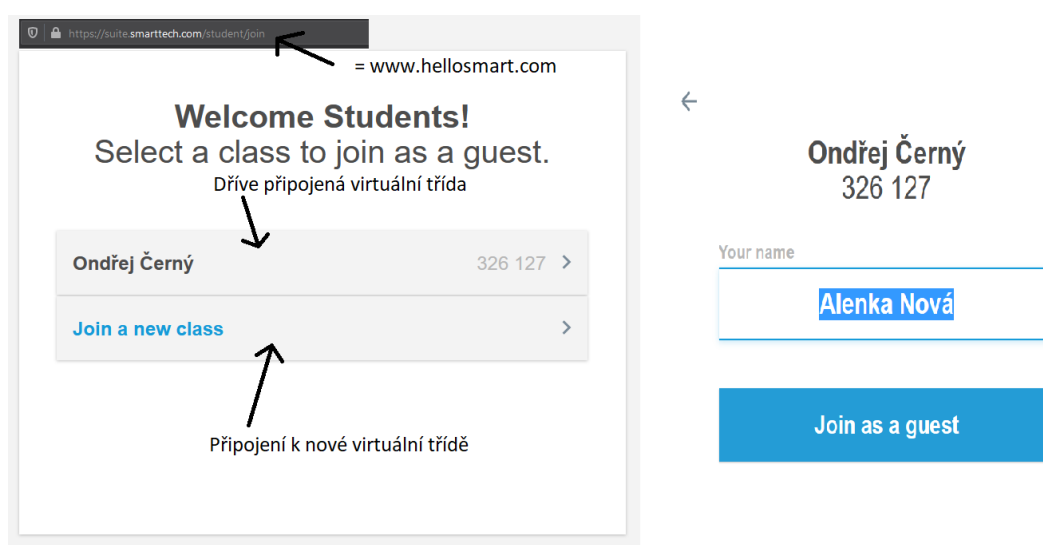 https://suite.smarttech.com/student/join
= www.hellosmart.com
Welcome Students!
Select a class to join as a guest.
Dříve připojená virtuální třída
Ondřej Černý 326 127
Join a new class
Připojení k nové virtuální třídě
Ondřej Černý
326 127
Your name
Alenka Nová
Join as a guest